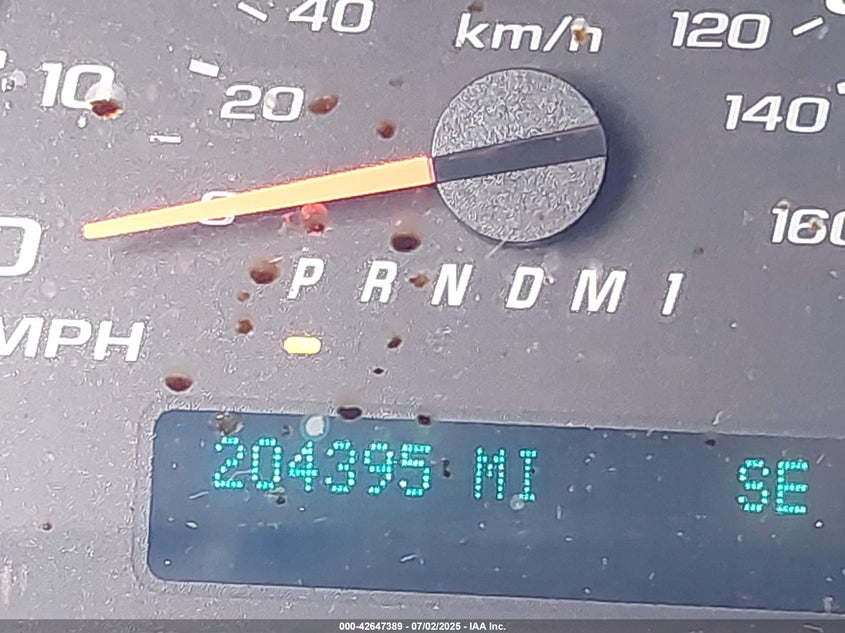 40 km/h 120
10 20 140
0 160
P R N D M 1
MPH
204395 MI SE
000-42647389 - 07/02/2025 - IAA Inc.